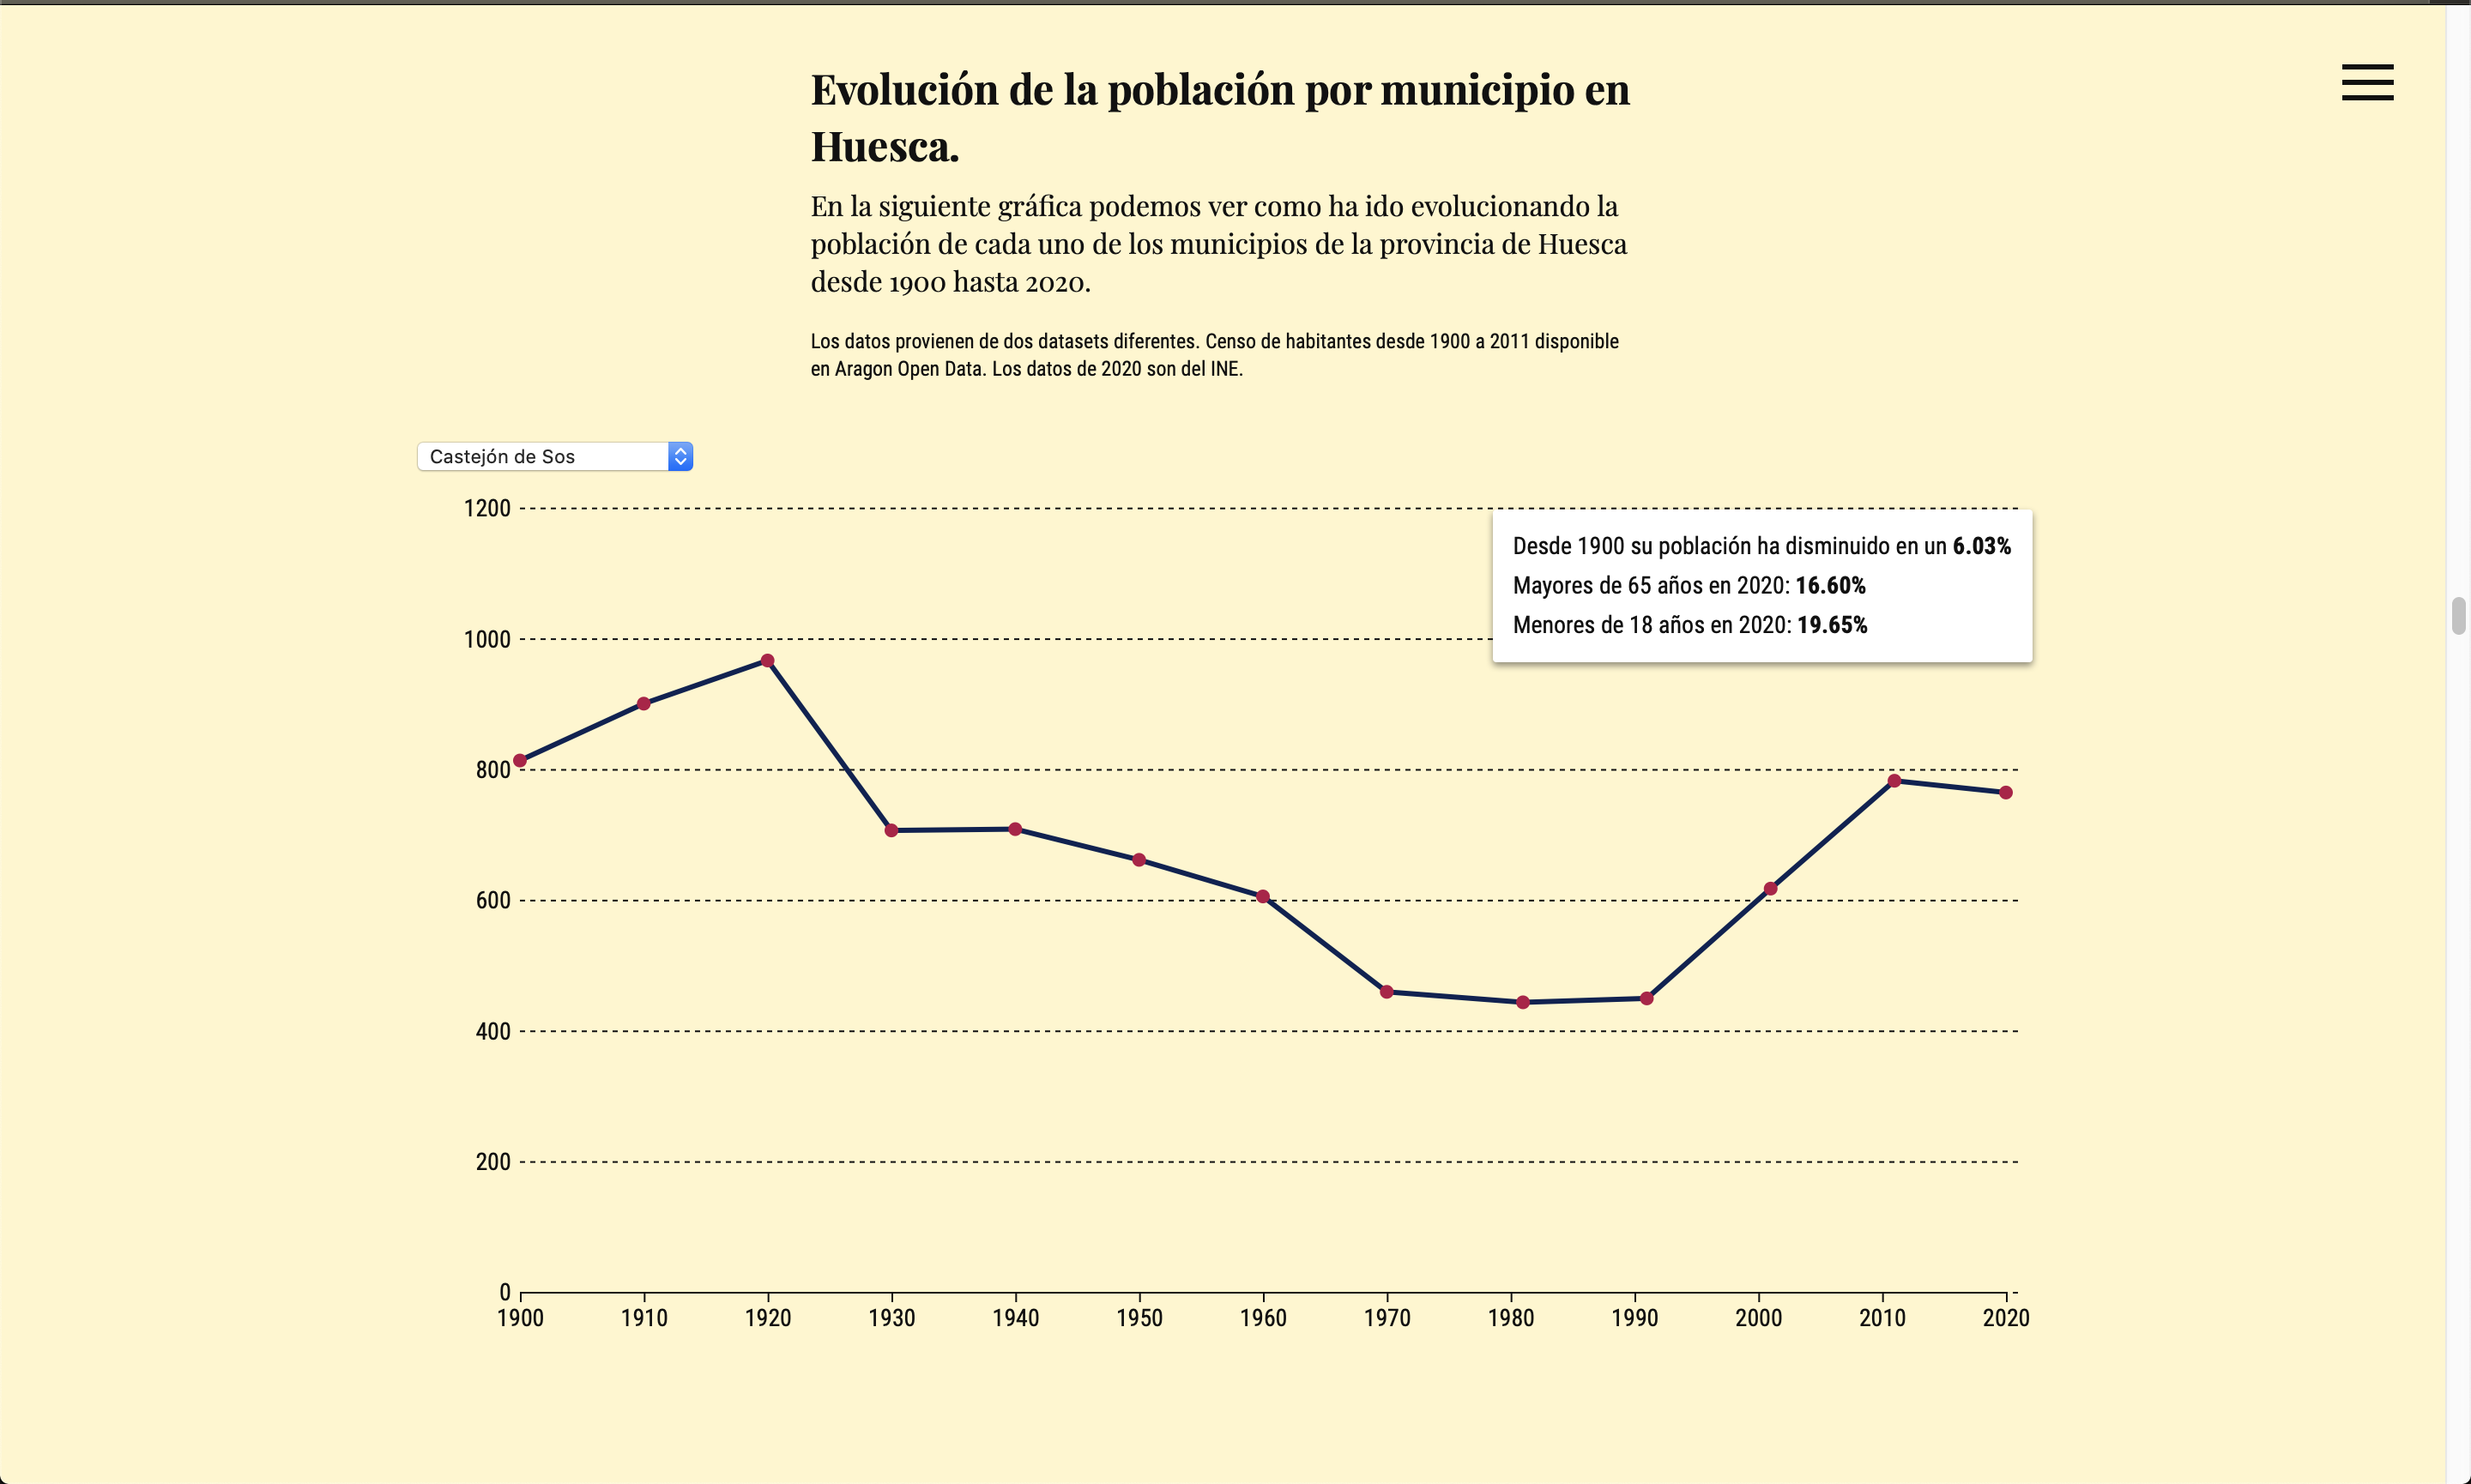 Evolución de la población por municipio en
Huesca.
En la siguiente gráfica podemos ver como ha ido evolucionando la
población de cada uno de los municipios de la provincia de Huesca
desde 1900 hasta 2020.
Los datos provienen de dos datasets diferentes. Censo de habitantes desde 1900 a 2011 disponible
en Aragon Open Data. Los datos de 2020 son del INE.
Castejón de Sos
1200
Desde 1900 su población ha disminuido en un 6.03%
Mayores de 65 años en 2020: 16.60%
Menores de 18 años en 2020: 19.65%
1000
800
600
400
200
0
1900 1910 1920 1930 1940 1950 1960 1970 1980 1990 2000 2010 2020